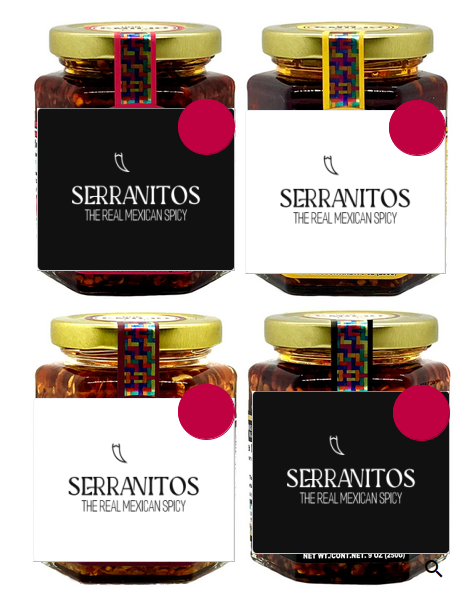 SERRANITOS
THE REAL MEXICAN SPICY
SERRANITOS
THE REAL MEXICAN SPICY
SERRANITOS
THE REAL MEXICAN SPICY
SERRANITOS
THE REAL MEXICAN SPICY
NET WT./CONT.NET. 9 OZ (250G)